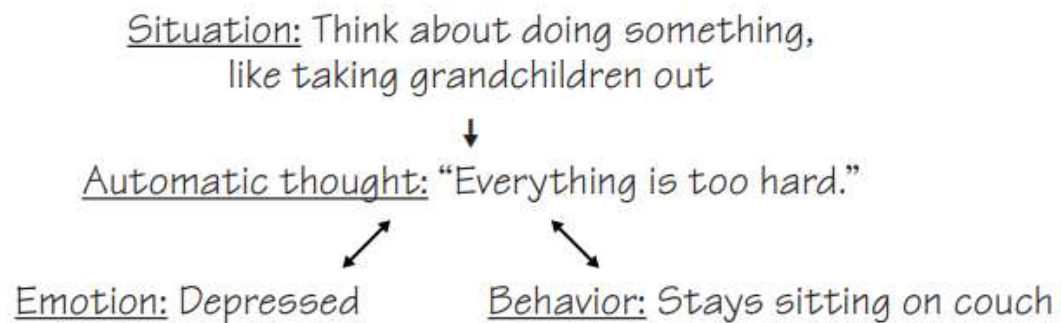 Situation: Think about doing something,
like taking grandchildren out
Automatic thought: “Everything is too hard.”
Emotion: Depressed
Behavior: Stays sitting on couch